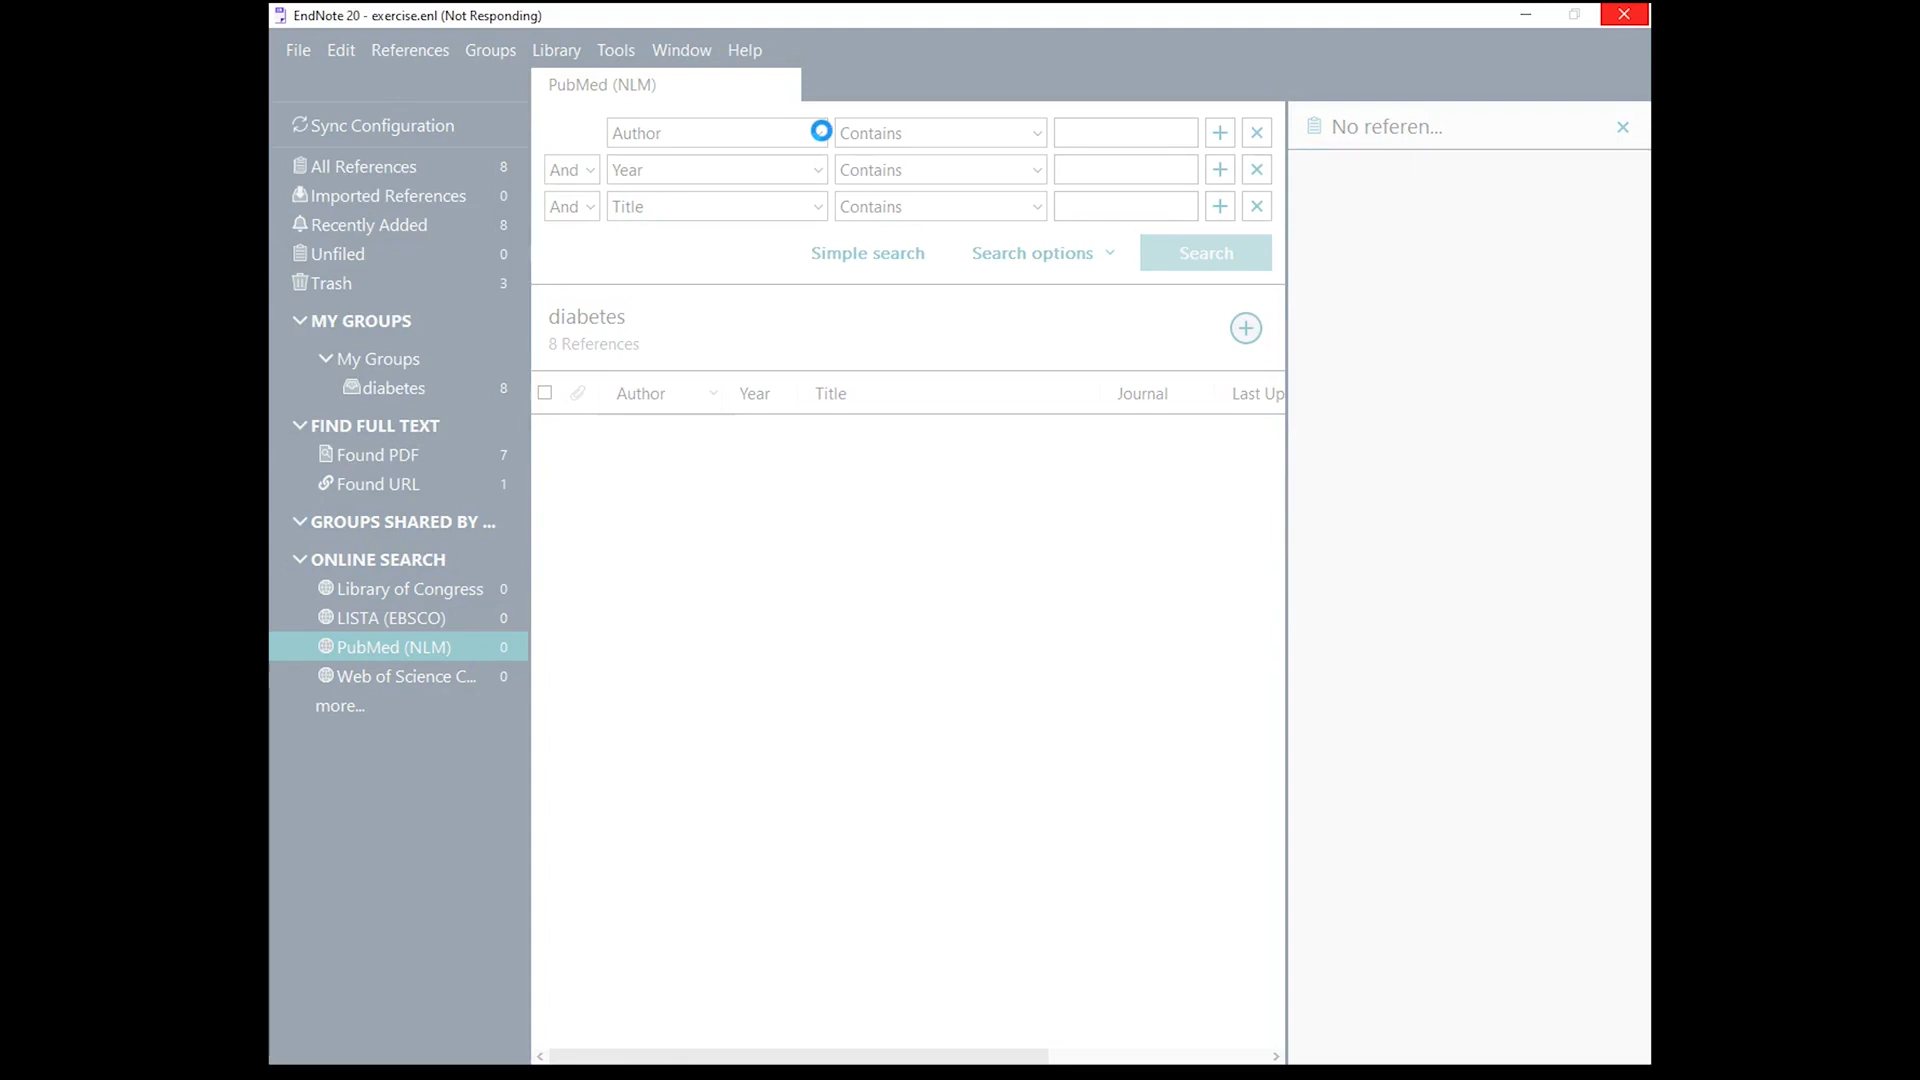 EndNote 20 - exercise.enl (Not Responding)
File Edit References Groups Library Tools Window Help
PubMed (NLM)
Sync Configuration
All References 8
Imported References 0
Recently Added 8
Unfiled 0
Trash 3
MY GROUPS
My Groups
diabetes 8
FIND FULL TEXT
Found PDF 7
Found URL 1
GROUPS SHARED BY ...
ONLINE SEARCH
Library of Congress 0
LISTA (EBSCO) 0
PubMed (NLM) 0
Web of Science C... 0
more...
Author Contains
And Year Contains
And Title Contains
Simple search Search options Search
diabetes
8 References
Author Year Title Journal Last Up
No referen...